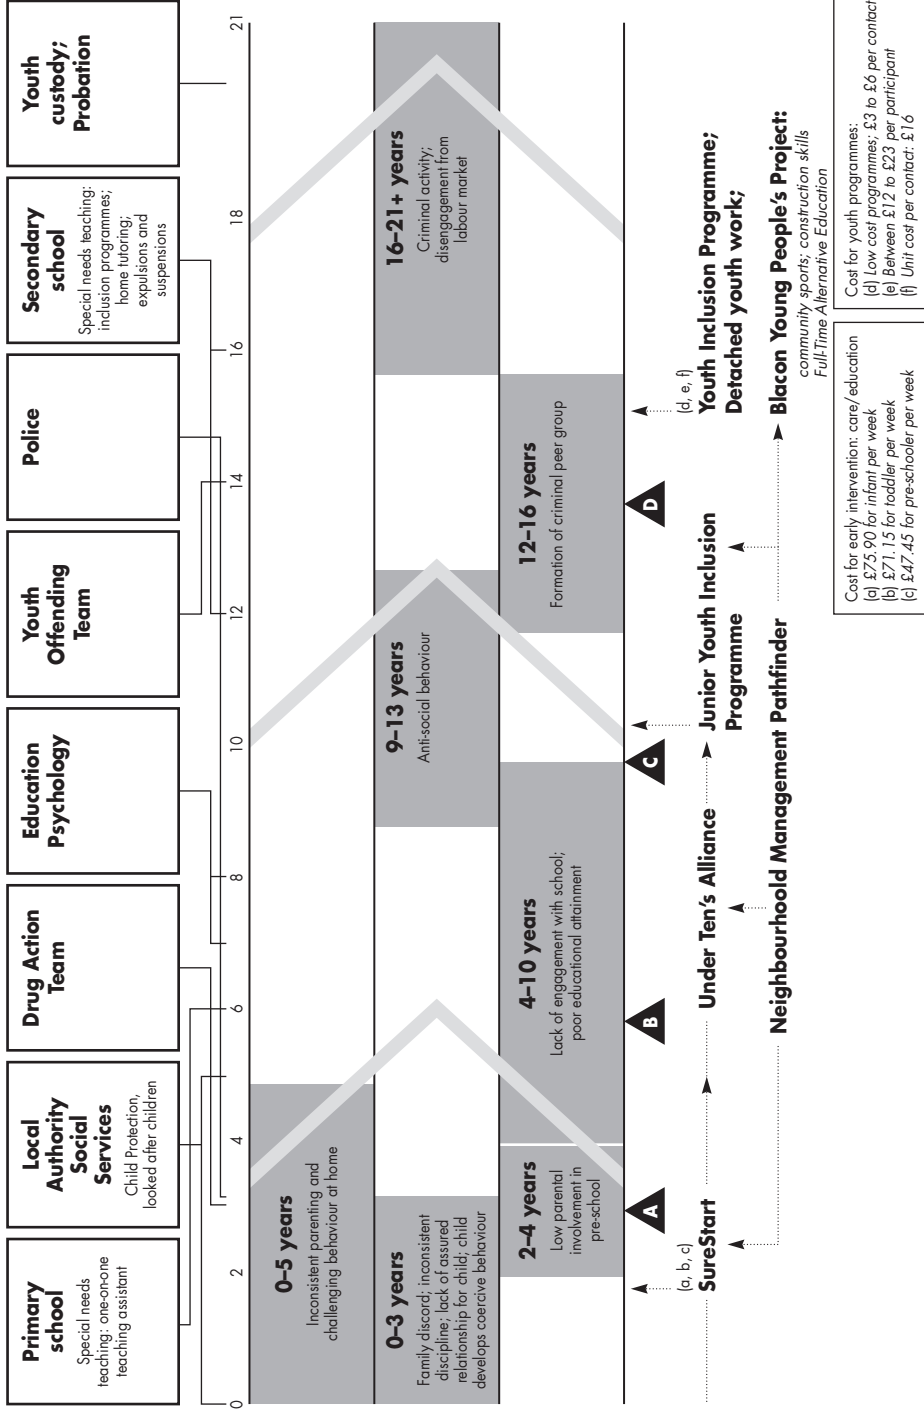 Primary
school
Special needs
teaching: one-on-one
teaching assistant
Local
Authority
Social
Services
Child Protection,
looked after children
Drug Action
Team
Education
Psychology
Youth
Offending
Team
Police
Secondary
school
Special needs teaching:
inclusion programmes;
home tutoring;
expulsions and
suspensions
Youth
custody;
Probation
0
2
4
6
8
10
12
14
16
18
21
0–5 years
Inconsistent parenting and
challenging behaviour at home
0–3 years
Family discord; inconsistent
discipline; lack of assured
relationship for child; child
develops coercive behaviour
9–13 years
Anti-social behaviour
16–21+ years
Criminal activity;
disengagement from
labour market
2–4 years
Low parental
involvement in
pre-school
4–10 years
Lack of engagement with school;
poor educational attainment
12–16 years
Formation of criminal peer group
A
B
C
D
(a, b, c)
SureStart
Under Ten's Alliance
Junior Youth Inclusion
Programme
(d, e, f)
Youth Inclusion Programme;
Detached youth work;
Neighbourhoold Management Pathfinder
Blacon Young People's Project:
community sports; construction skills
Full-Time Alternative Education
Cost for early intervention: care/education
(a) £75.90 for infant per week
(b) £71.15 for toddler per week
(c) £47.45 for pre-schooler per week
Cost for youth programmes:
(d) Low cost programmes; £3 to £6 per contact
(e) Between £12 to £23 per participant
(f) Unit cost per contact: £16